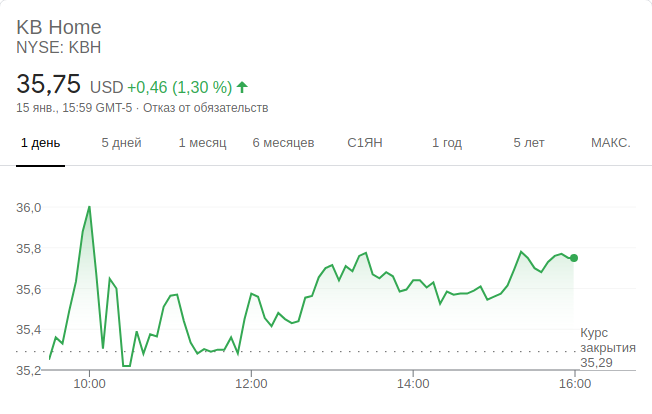 KB Home
NYSE: KBH
35,75 USD +0,46 (1,30 %)
15 янв., 15:59 GMT-5 · Отказ от обязательств
1 день 5 дней 1 месяц 6 месяцев С1ЯН 1 год 5 лет МАКС.
36,0
35,8
35,6
35,4
35,2
Курс
закрытия
35,29
10:00 12:00 14:00 16:00